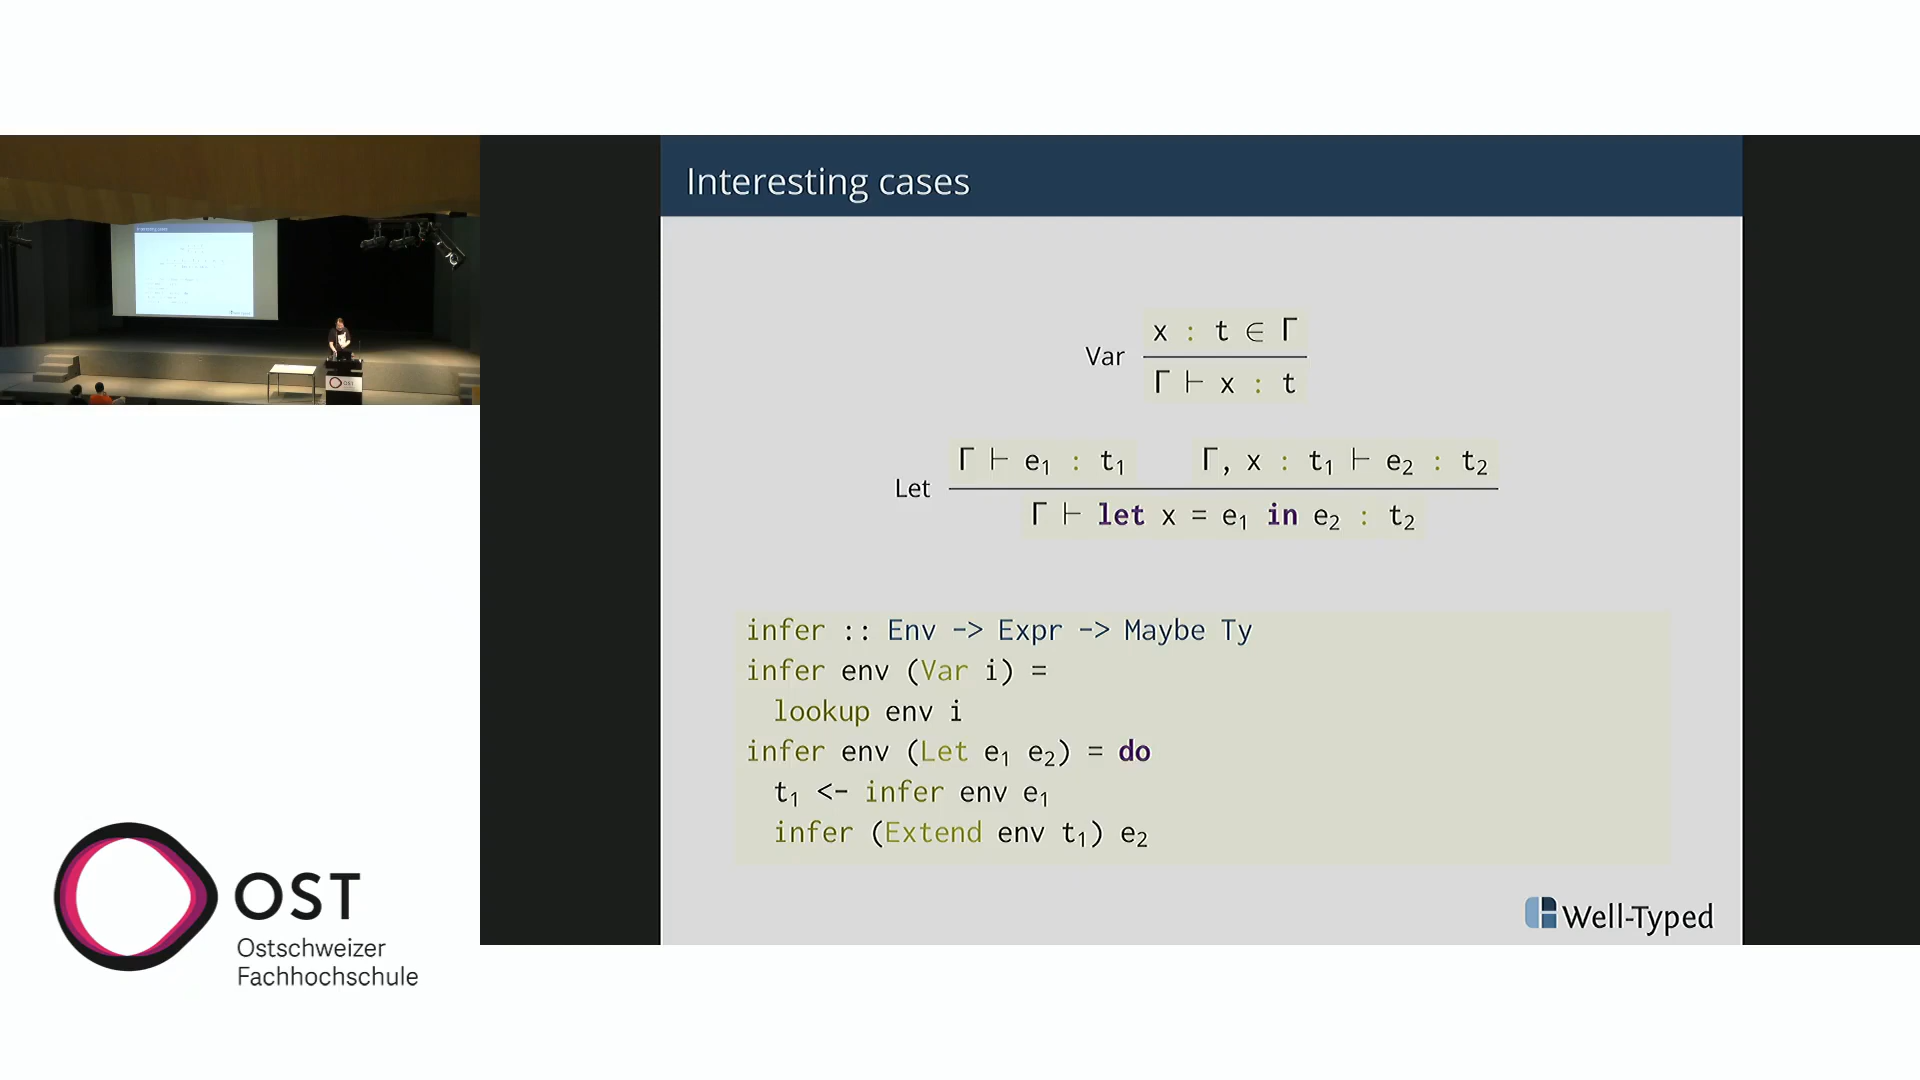 Interesting cases
Var
x : t ∈ Γ
Γ ⊢ x : t
Let
Γ ⊢ e₁ : t₁    Γ, x : t₁ ⊢ e₂ : t₂
Γ ⊢ let x = e₁ in e₂ : t₂
infer :: Env -> Expr -> Maybe Ty
infer env (Var i) =
  lookup env i
infer env (Let e₁ e₂) = do
  t₁ <- infer env e₁
  infer (Extend env t₁) e₂
Well-Typed
OST
Ostschweizer
Fachhochschule
OST